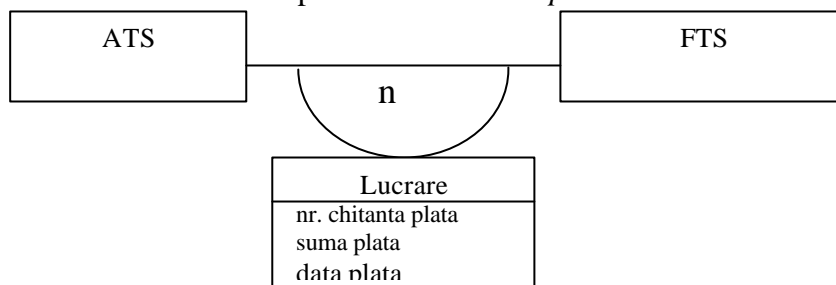 ATS
FTS
n
Lucrare
nr. chitanta plata
suma plata
data plata